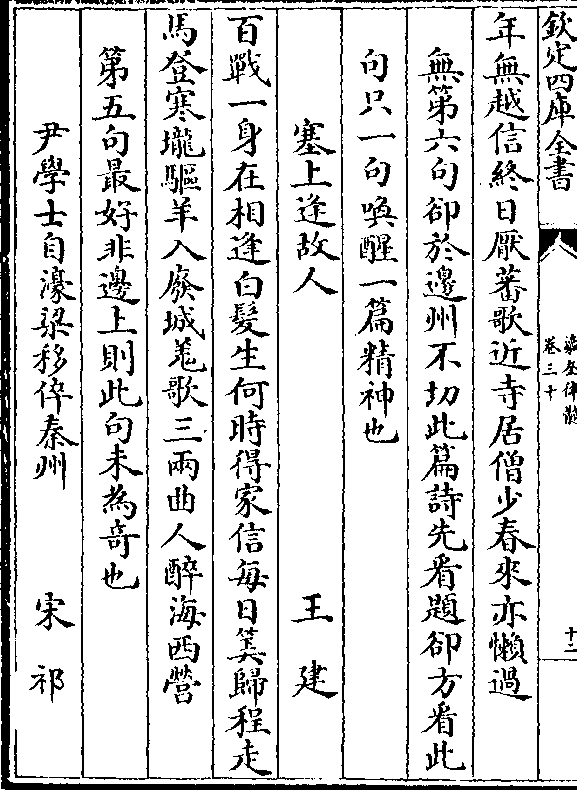 欽定四庫全書
瀛奎律髓
卷三十
十二
年無越信終日厭蕃歌近寺居僧少春來亦懶過
無第六句卻於邊州不切此篇詩先看題卻方看此
句只一句喚醒一篇精神也
塞上逢故人 王建
百戰一身在相逢白髮生何時得家信每日筭歸程走
馬登寒壠驅羊入廢城羌歌三兩曲人醉海西營
第五句最好非邊上則此句未為竒也
尹學士自濠梁移倅秦州 宋祁